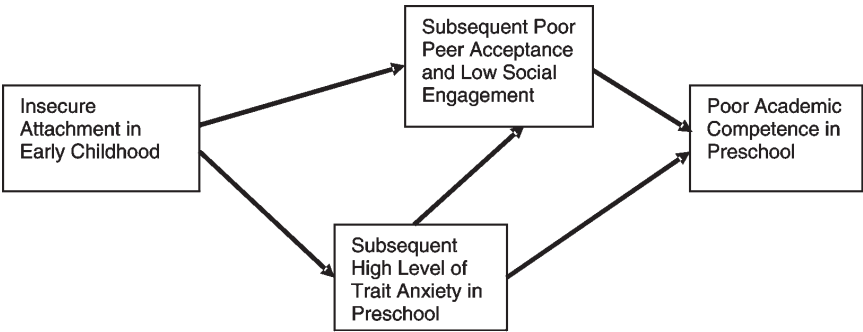 Insecure
Attachment in
Early Childhood
Subsequent Poor
Peer Acceptance
and Low Social
Engagement
Subsequent
High Level of
Trait Anxiety in
Preschool
Poor Academic
Competence in
Preschool